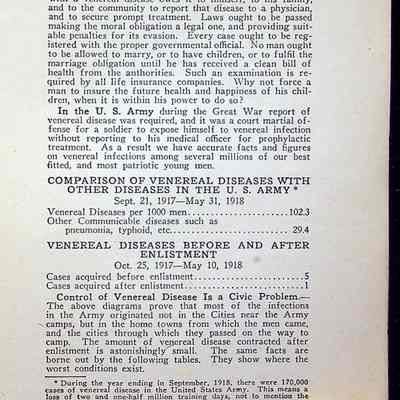 and to the community to report that disease to a physician,
and to secure prompt treatment. Laws ought to be passed
making the moral obligation a legal one, and providing suit-
able penalties for its evasion. Every case ought to be reg-
istered with the proper governmental official. No man ought
to be allowed to marry, or to have children, or to fulfil the
marriage obligation until he has received a clean bill of
health from the authorities. Such an examination is re-
quired by all life insurance companies. Why not force a
man to insure the future health and happiness of his chil-
dren, when it is within his power to do so?
In the U. S. Army during the Great War report of
venereal disease was required, and it was a court martial of-
fense for a soldier to expose himself to venereal infection
without reporting to his medical officer for prophylactic
treatment. As a result we have accurate facts and figures
on venereal infections among several millions of our best
fitted, and most patriotic young men.
COMPARISON OF VENEREAL DISEASES WITH
OTHER DISEASES IN THE U. S. ARMY*
Sept. 21, 1917—May 31, 1918
Venereal Diseases per 1000 men........102.3
Other Communicable diseases such as
pneumonia, typhoid, etc........ 29.4
VENEREAL DISEASES BEFORE AND AFTER
ENLISTMENT
Oct. 25, 1917—May 10, 1918
Cases acquired before enlistment........5
Cases acquired after enlistment........1
Control of Venereal Disease Is a Civic Problem.—
The above diagrams prove that most of the infections
in the Army originated not in the Cities near the Army
camps, but in the home towns from which the men came,
and the cities through which they passed on the way to
camp. The amount of venereal disease contracted after
enlistment is astonishingly small. The same facts are
borne out by the following tables. They show where the
worst conditions exist.
* During the year ending in September, 1918, there were 170,000
cases of venereal disease in the United States Army. This means a
loss of two and one-half million training days, not to mention the